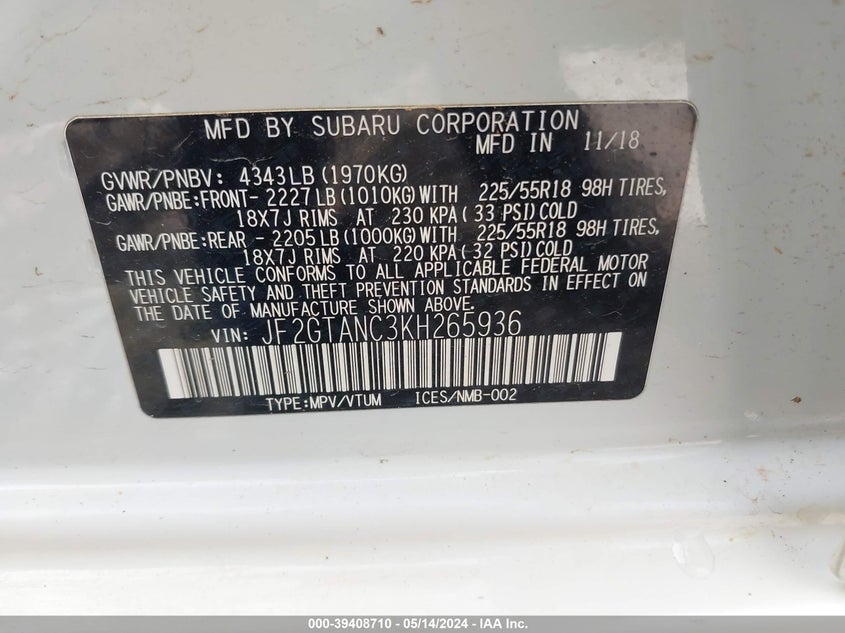 MFD BY SUBARU CORPORATION
MFD IN 11/18
GVWR/PNBV: 4343LB(1970KG)
GAWR/PNBE:FRONT- 2227LB(1010KG)WITH 225/55R18 98H TIRES,
18X7J RIMS AT 230 KPA( 33 PSI)COLD
GAWR/PNBE:REAR - 2205LB(1000KG)WITH 225/55R18 98H TIRES,
18X7J RIMS AT 220 KPA( 32 PSI)COLD
THIS VEHICLE CONFORMS TO ALL APPLICABLE FEDERAL MOTOR
VEHICLE SAFETY AND THEFT PREVENTION STANDARDS IN EFFECT ON
THE DATE OF MANUFACTURE SHOWN ABOVE.
VIN: JF2GTANC3KH265936
TYPE:MPV/VTUM ICES/NMB-002
000-39408710 - 05/14/2024 - IAA Inc.